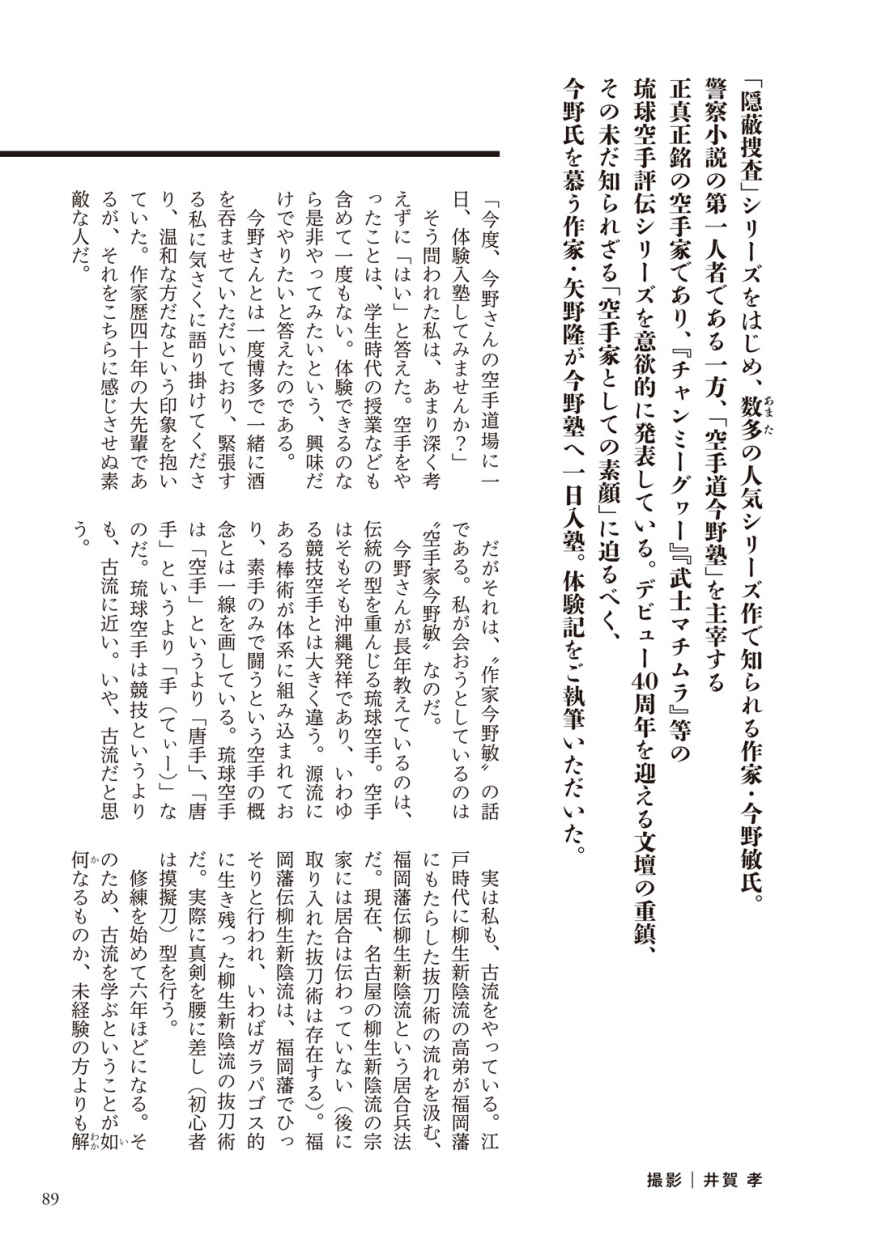 「隠蔽捜査」シリーズをはじめ、数多の人気シリーズ作で知られる作家・今野敏氏。
あまた
警察小説の第一人者である一方、「空手道今野塾」を主宰する
正真正銘の空手家であり、『チャンミーグヮー』『武士マチムラ』等の
琉球空手評伝シリーズを意欲的に発表している。デビュー40周年を迎える文壇の重鎮、
その未だ知られざる「空手家としての素顔」に迫るべく、
今野氏を慕う作家・矢野隆が今野塾へ一日入塾。体験記をご執筆いただいた。
「今度、今野さんの空手道場に一
日、体験入塾してみませんか?」
そう問われた私は、あまり深く考
えずに「はい」と答えた。空手をや
ったことは、学生時代の授業なども
含めて一度もない。体験できるのな
ら是非やってみたいという、興味だ
けでやりたいと答えたのである。
今野さんとは一度博多で一緒に酒
を呑ませていただいており、緊張す
る私に気さくに語り掛けてくださ
り、温和な方だなという印象を抱い
ていた。作家歴四十年の大先輩であ
るが、それをこちらに感じさせぬ素
敵な人だ。
だがそれは、〝作家今野敏〟の話
である。私が会おうとしているのは
〝空手家今野敏〟なのだ。
今野さんが長年教えているのは、
伝統の型を重んじる琉球空手。空手
はそもそも沖縄発祥であり、いわゆ
る競技空手とは大きく違う。源流に
ある棒術が体系に組み込まれてお
り、素手のみで闘うという空手の概
念とは一線を画している。琉球空手
は「空手」というより「唐手」、「唐
手」というより「手（てぃー）」な
のだ。琉球空手は競技というより
も、古流に近い。いや、古流だと思
う。
実は私も、古流をやっている。江
戸時代に柳生新陰流の高弟が福岡藩
にもたらした抜刀術の流れを汲む、
福岡藩伝柳生新陰流という居合兵法
だ。現在、名古屋の柳生新陰流の宗
家には居合は伝わっていない（後に
取り入れた抜刀術は存在する）。福
岡藩伝柳生新陰流は、福岡藩でひっ
そりと行われ、いわばガラパゴス的
に生き残った柳生新陰流の抜刀術
だ。実際に真剣を腰に差し（初心者
は摸擬刀）型を行う。
修練を始めて六年ほどになる。そ
のため、古流を学ぶということが如
い
何なるものか、未経験の方よりも解
か
わか
撮影｜井賀 孝
89